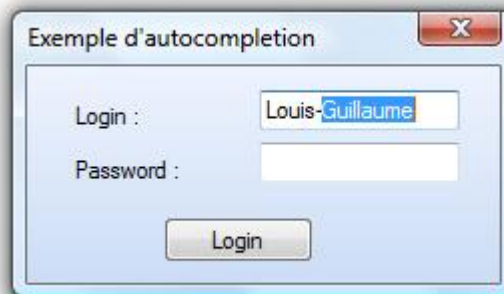 Exemple d'autocompletion
Login : Louis-Guillaume
Password :
Login